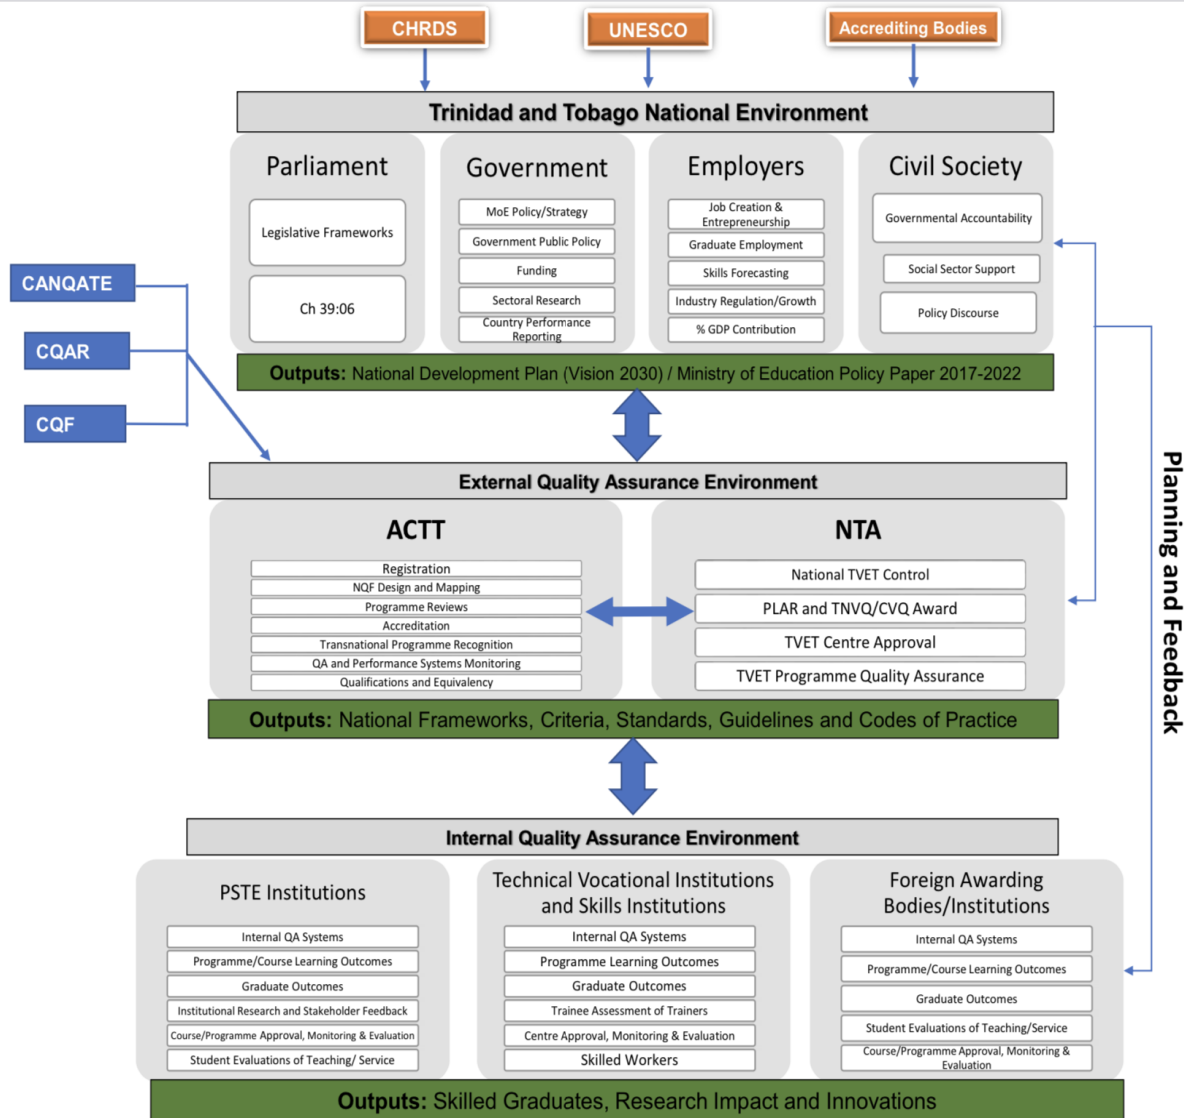 CHRDS
UNESCO
Accrediting Bodies
Trinidad and Tobago National Environment
Parliament
Legislative Frameworks
Ch 39:06
Government
MoE Policy/Strategy
Government Public Policy
Funding
Sectoral Research
Country Performance
Reporting
Employers
Job Creation &
Entrepreneurship
Graduate Employment
Skills Forecasting
Industry Regulation/Growth
% GDP Contribution
Civil Society
Governmental Accountability
Social Sector Support
Policy Discourse
Outputs: National Development Plan (Vision 2030) / Ministry of Education Policy Paper 2017-2022
CANQATE
CQAR
CQF
External Quality Assurance Environment
ACTT
Registration
NQF Design and Mapping
Programme Reviews
Accreditation
Transnational Programme Recognition
QA and Performance Systems Monitoring
Qualifications and Equivalency
NTA
National TVET Control
PLAR and TNVQ/CVQ Award
TVET Centre Approval
TVET Programme Quality Assurance
Outputs: National Frameworks, Criteria, Standards, Guidelines and Codes of Practice
Planning and Feedback
Internal Quality Assurance Environment
PSTE Institutions
Internal QA Systems
Programme/Course Learning Outcomes
Graduate Outcomes
Institutional Research and Stakeholder Feedback
Course/Programme Approval, Monitoring & Evaluation
Student Evaluations of Teaching/ Service
Technical Vocational Institutions
and Skills Institutions
Internal QA Systems
Programme Learning Outcomes
Graduate Outcomes
Trainee Assessment of Trainers
Centre Approval, Monitoring & Evaluation
Skilled Workers
Foreign Awarding
Bodies/Institutions
Internal QA Systems
Programme/Course Learning Outcomes
Graduate Outcomes
Student Evaluations of Teaching/Service
Course/Programme Approval, Monitoring &
Evaluation
Outputs: Skilled Graduates, Research Impact and Innovations